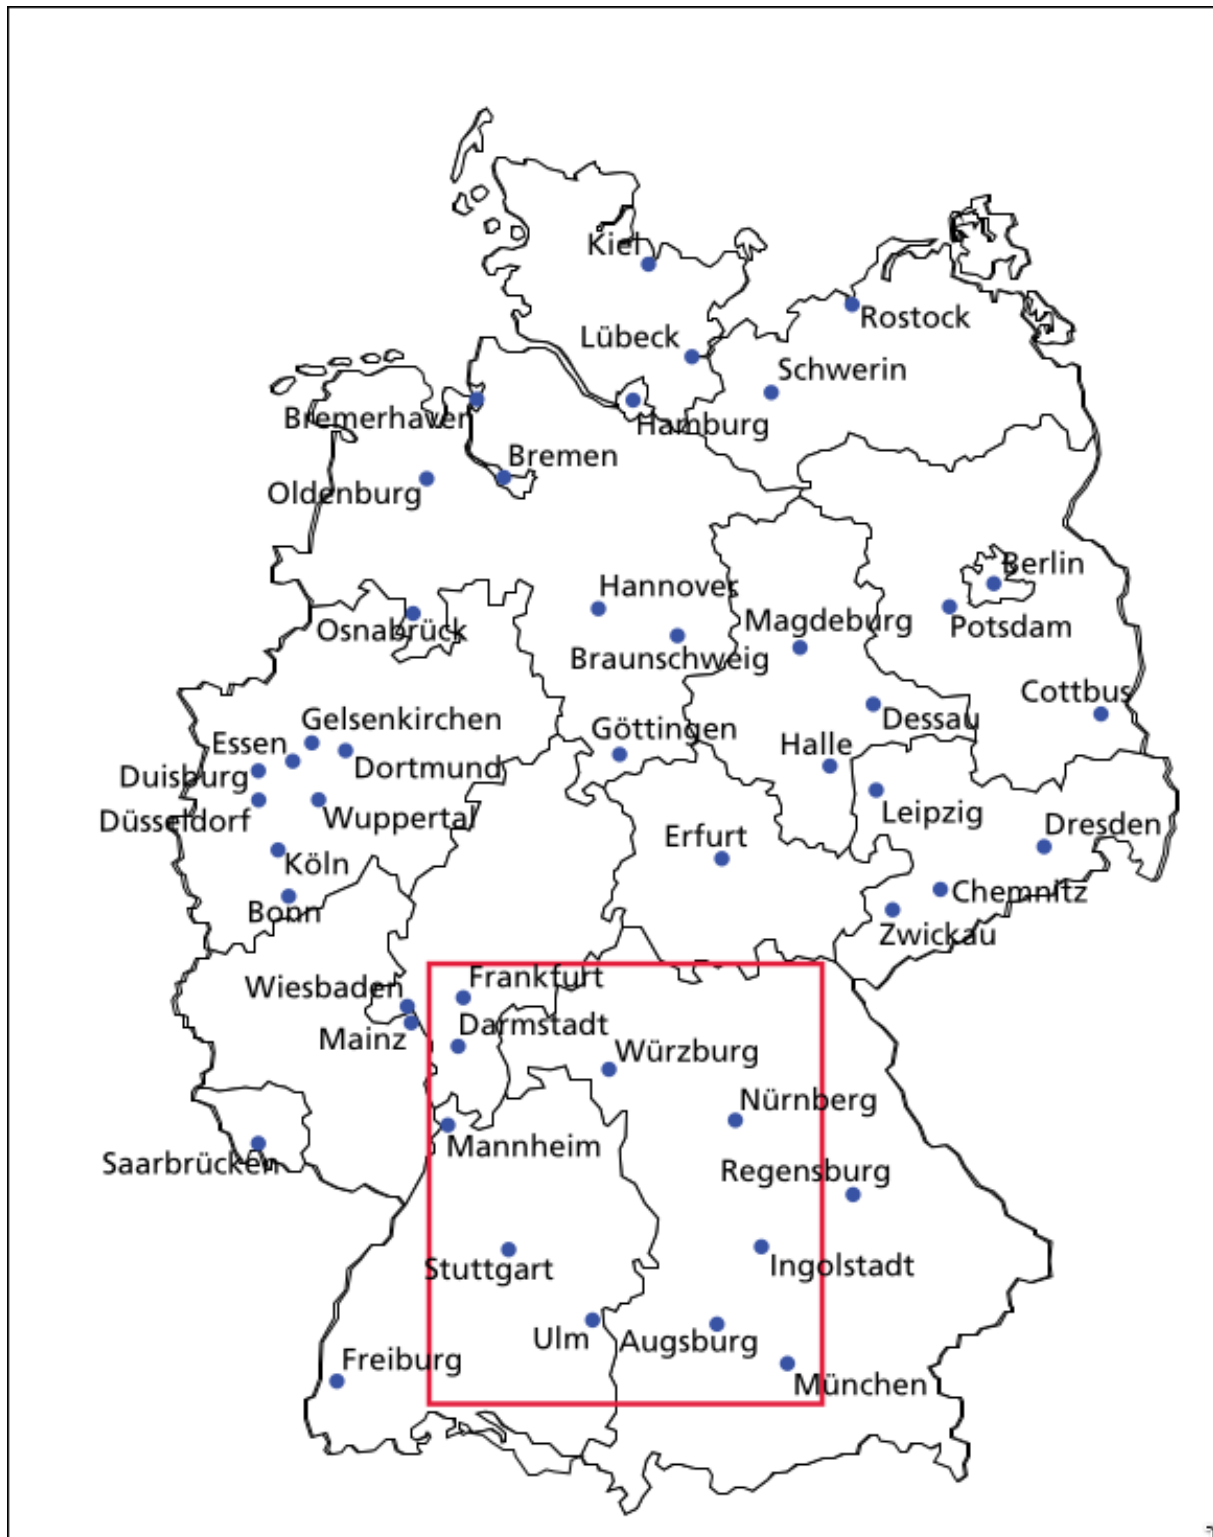 Kiel
Rostock
Lübeck
Schwerin
Bremerhaven
Hamburg
Bremen
Oldenburg
Berlin
Hannover
Osnabrück
Magdeburg
Potsdam
Braunschweig
Cottbus
Gelsenkirchen
Dessau
Göttingen
Essen
Halle
Duisburg
Dortmund
Leipzig
Düsseldorf
Wuppertal
Dresden
Erfurt
Köln
Chemnitz
Bonn
Zwickau
Frankfurt
Wiesbaden
Darmstadt
Mainz
Würzburg
Nürnberg
Mannheim
Saarbrücken
Regensburg
Stuttgart
Ingolstadt
Ulm
Augsburg
Freiburg
München